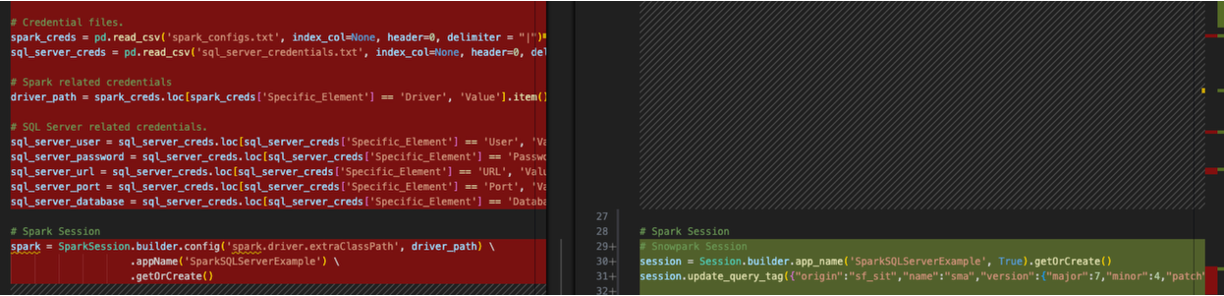 # Credential files.
spark_creds = pd.read_csv('spark_configs.txt', index_col=None, header=0, delimiter = "|")
sql_server_creds = pd.read_csv('sql_server_credentials.txt', index_col=None, header=0, del
# Spark related credentials
driver_path = spark_creds.loc[spark_creds['Specific_Element'] == 'Driver', 'Value'].item()
# SQL Server related credentials.
sql_server_user = sql_server_creds.loc[sql_server_creds['Specific_Element'] == 'User', 'Va
sql_server_password = sql_server_creds.loc[sql_server_creds['Specific_Element'] == 'Passwo
sql_server_url = sql_server_creds.loc[sql_server_creds['Specific_Element'] == 'URL', 'Valu
sql_server_port = sql_server_creds.loc[sql_server_creds['Specific_Element'] == 'Port', 'Va
sql_server_database = sql_server_creds.loc[sql_server_creds['Specific_Element'] == 'Databa
# Spark Session
spark = SparkSession.builder.config('spark.driver.extraClassPath', driver_path) \
.appName('SparkSQLServerExample') \
.getOrCreate()
27
28 # Spark Session
29+ # Snowpark Session
30+ session = Session.builder.app_name('SparkSQLServerExample', True).getOrCreate()
31+ session.update_query_tag({"origin":"sf_sit","name":"sma","version":{"major":7,"minor":4,"patch"
32+